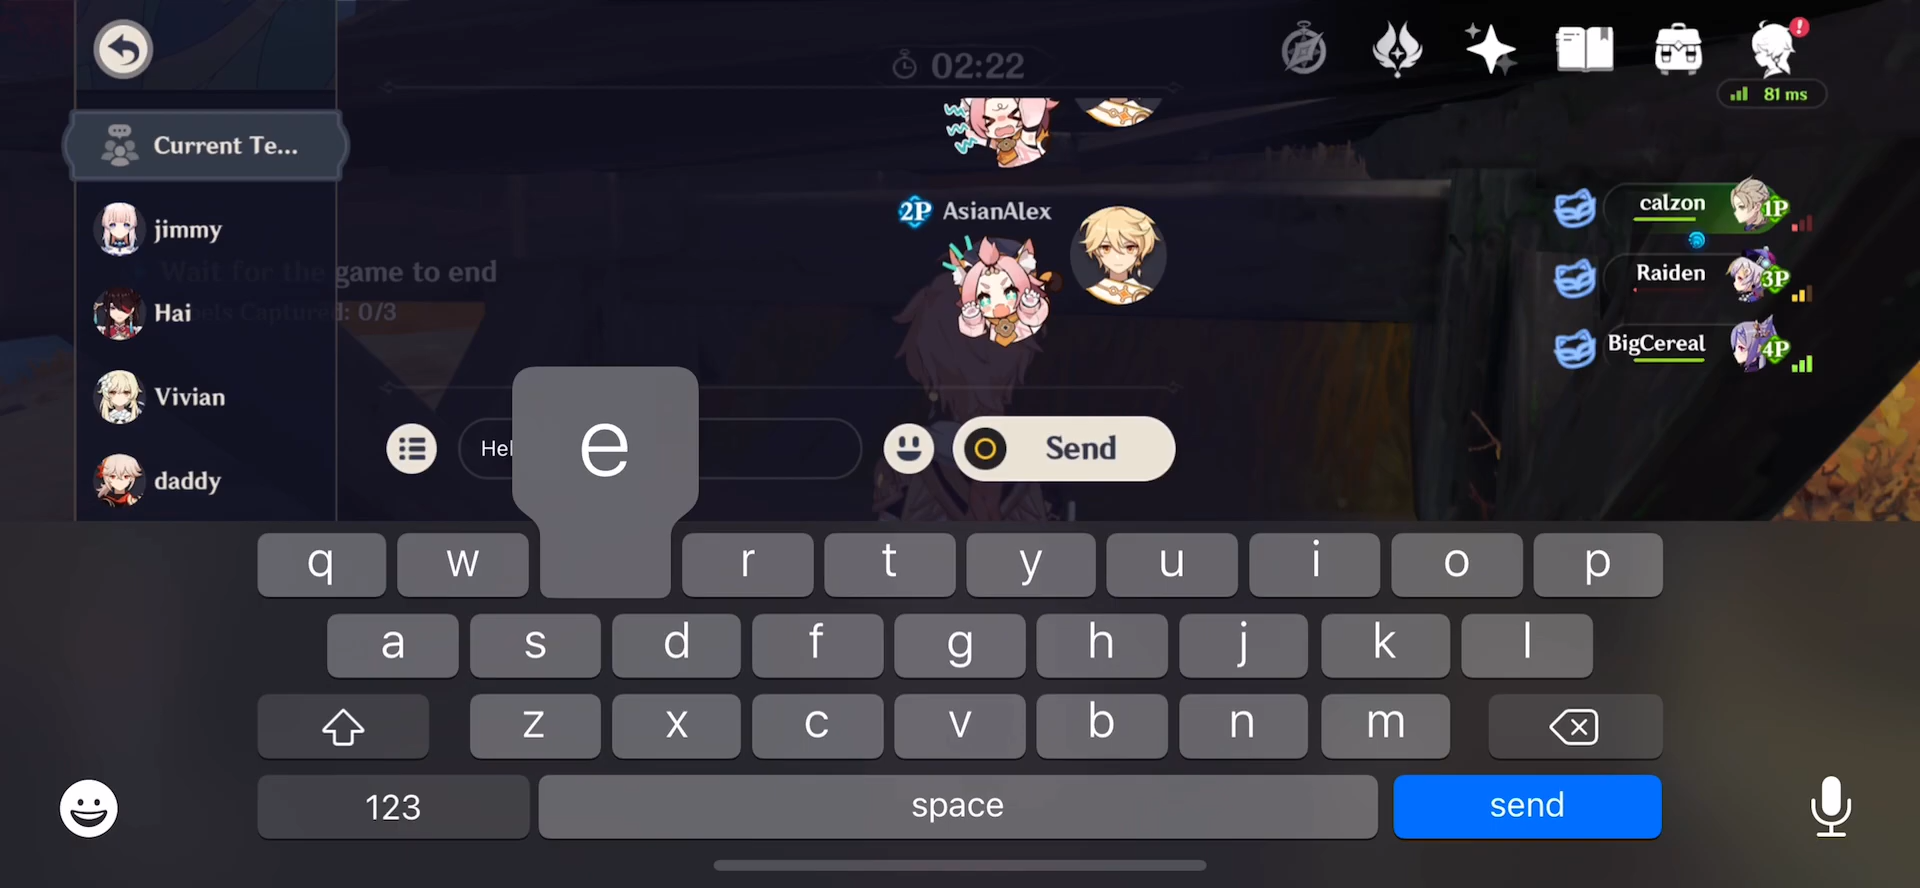 02:22
81 ms
Current Te...
jimmy
Hai
Vivian
daddy
Wait for the game to end
Captured: 0/3
2P AsianAlex
calzon 1P
Raiden 3P
BigCereal 4P
Hel
e
Send
q w r t y u i o p
a s d f g h j k l
z x c v b n m
123 space send